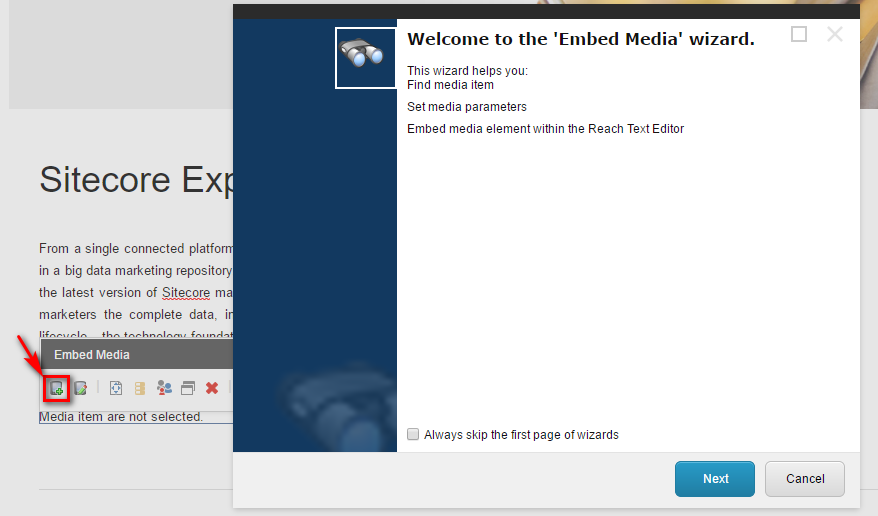 Welcome to the 'Embed Media' wizard.
This wizard helps you:
Find media item
Set media parameters
Embed media element within the Reach Text Editor
Always skip the first page of wizards
Next
Cancel
Sitecore Exp
From a single connected platform
in a big data marketing repository
the latest version of Sitecore ma
marketers the complete data, in
lifecycle – the technology foundat
Embed Media
Media item are not selected.